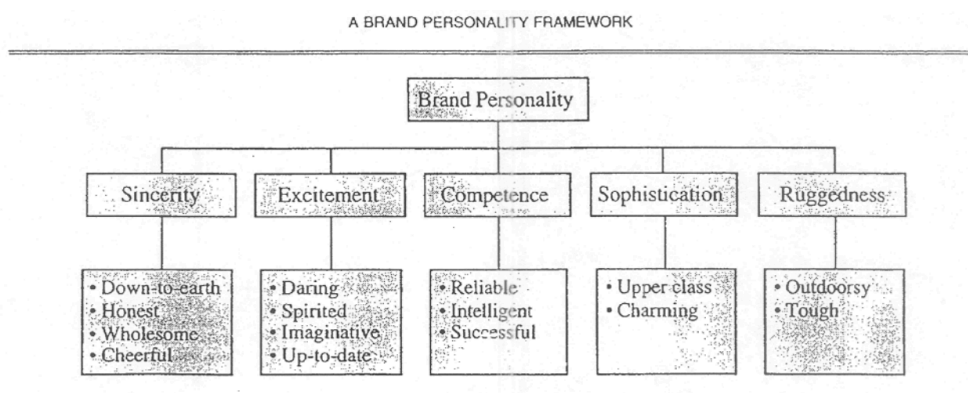 A BRAND PERSONALITY FRAMEWORK
Brand Personality
Sincerity
Excitement
Competence
Sophistication
Ruggedness
• Down-to-earth
• Honest
• Wholesome
• Cheerful
• Daring
• Spirited
• Imaginative
• Up-to-date
• Reliable
• Intelligent
• Successful
• Upper class
• Charming
• Outdoorsy
• Tough